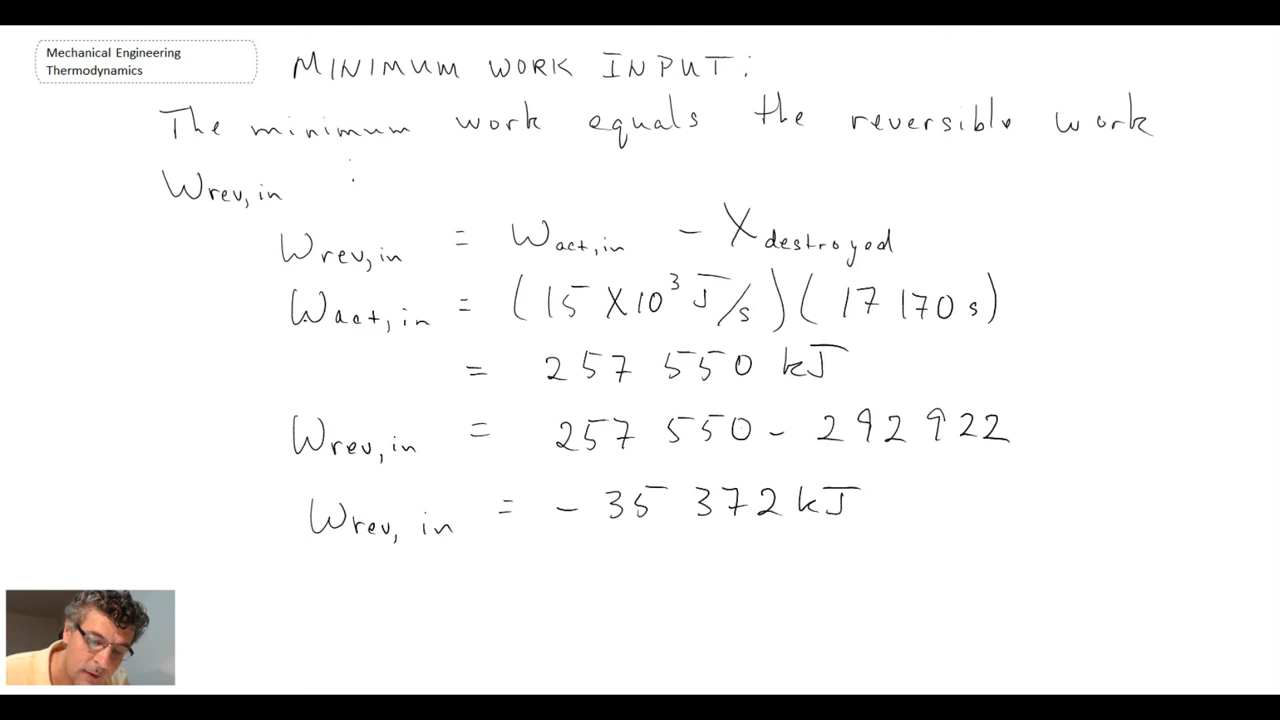 Mechanical Engineering
Thermodynamics
MINIMUM WORK INPUT:
The minimum work equals the reversible work
Wrev,in :
Wrev,in = Wact,in - Xdestroyed
Wact,in = (15 X10³ J/s)(17 170 s)
= 257 550 kJ
Wrev,in = 257 550 - 292 922
Wrev, in = - 35 372 kJ